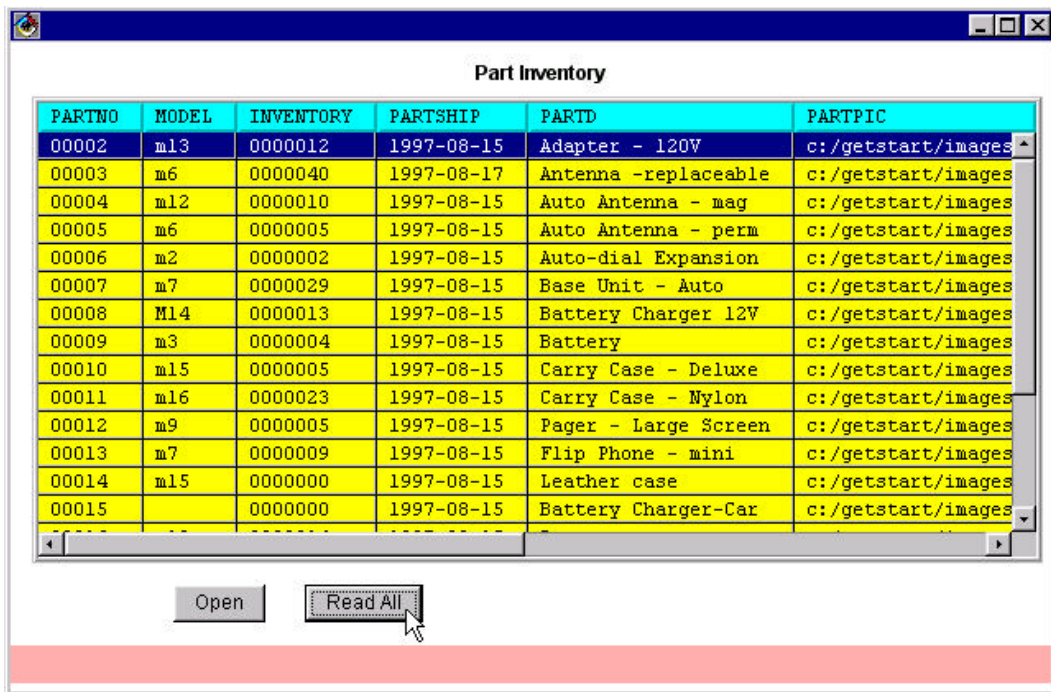 Part Inventory
PARTNO MODEL INVENTORY PARTSHIP PARTD PARTPIC
00002 m13 0000012 1997-08-15 Adapter - 120V c:/getstart/images
00003 m6 0000040 1997-08-17 Antenna -replaceable c:/getstart/images
00004 m12 0000010 1997-08-15 Auto Antenna - mag c:/getstart/images
00005 m6 0000005 1997-08-15 Auto Antenna - perm c:/getstart/images
00006 m2 0000002 1997-08-15 Auto-dial Expansion c:/getstart/images
00007 m7 0000029 1997-08-15 Base Unit - Auto c:/getstart/images
00008 M14 0000013 1997-08-15 Battery Charger 12V c:/getstart/images
00009 m3 0000004 1997-08-15 Battery c:/getstart/images
00010 m15 0000005 1997-08-15 Carry Case - Deluxe c:/getstart/images
00011 m16 0000023 1997-08-15 Carry Case - Nylon c:/getstart/images
00012 m9 0000005 1997-08-15 Pager - Large Screen c:/getstart/images
00013 m7 0000009 1997-08-15 Flip Phone - mini c:/getstart/images
00014 m15 0000000 1997-08-15 Leather case c:/getstart/images
00015 0000000 1997-08-15 Battery Charger-Car c:/getstart/images
Open Read All